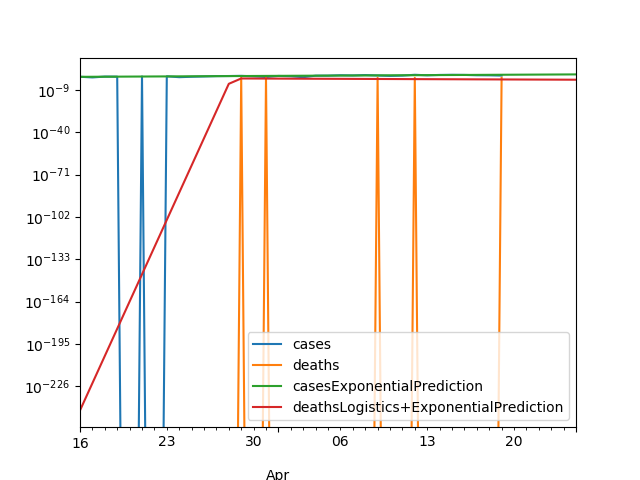 10⁻⁹
10⁻⁴⁰
10⁻⁷¹
10⁻¹⁰²
10⁻¹³³
10⁻¹⁶⁴
10⁻¹⁹⁵
10⁻²²⁶
cases
deaths
casesExponentialPrediction
deathsLogistics+ExponentialPrediction
16 23 30 06 13 20
Apr